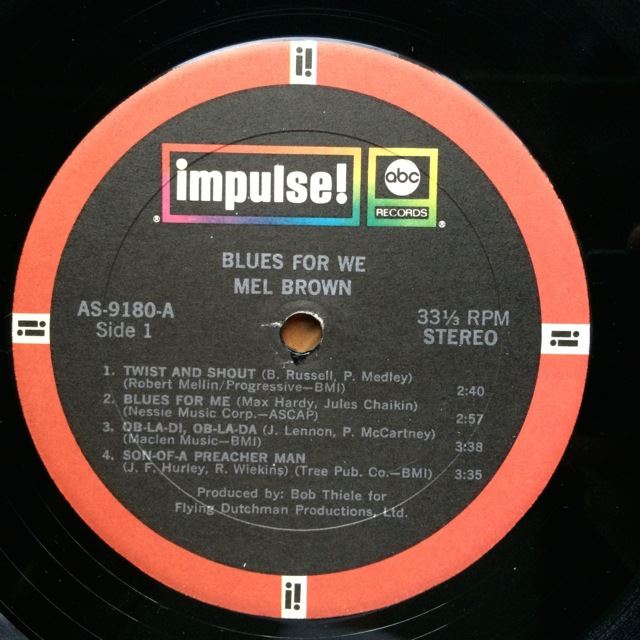 i!
impulse!
abc
RECORDS
®
®
BLUES FOR WE
MEL BROWN
AS-9180-A
Side 1
33⅓ RPM
STEREO
i!
i!
1. TWIST AND SHOUT (B. Russell, P. Medley)
(Robert Mellin/Progressive—BMI) 2:40
2. BLUES FOR ME (Max Hardy, Jules Chaikin)
(Nessie Music Corp.—ASCAP) 2:57
3. OB-LA-DI, OB-LA-DA (J. Lennon, P. McCartney)
(Maclen Music—BMI) 3:38
4. SON-OF-A PREACHER MAN
(J. F. Hurley, R. Wiekins) (Tree Pub. Co.—BMI) 3:35
Produced by: Bob Thiele for
Flying Dutchman Productions, Ltd.
i!